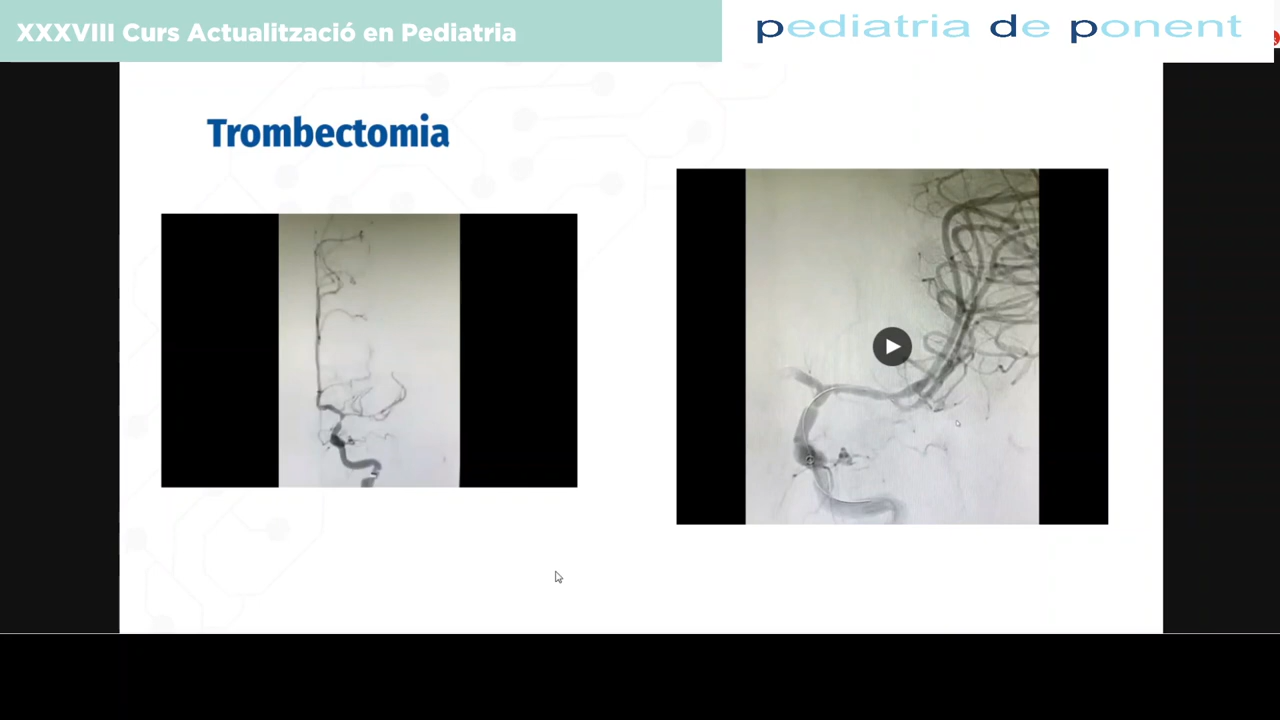 XXXVIII Curs Actualització en Pediatria
pediatria de ponent
Trombectomia